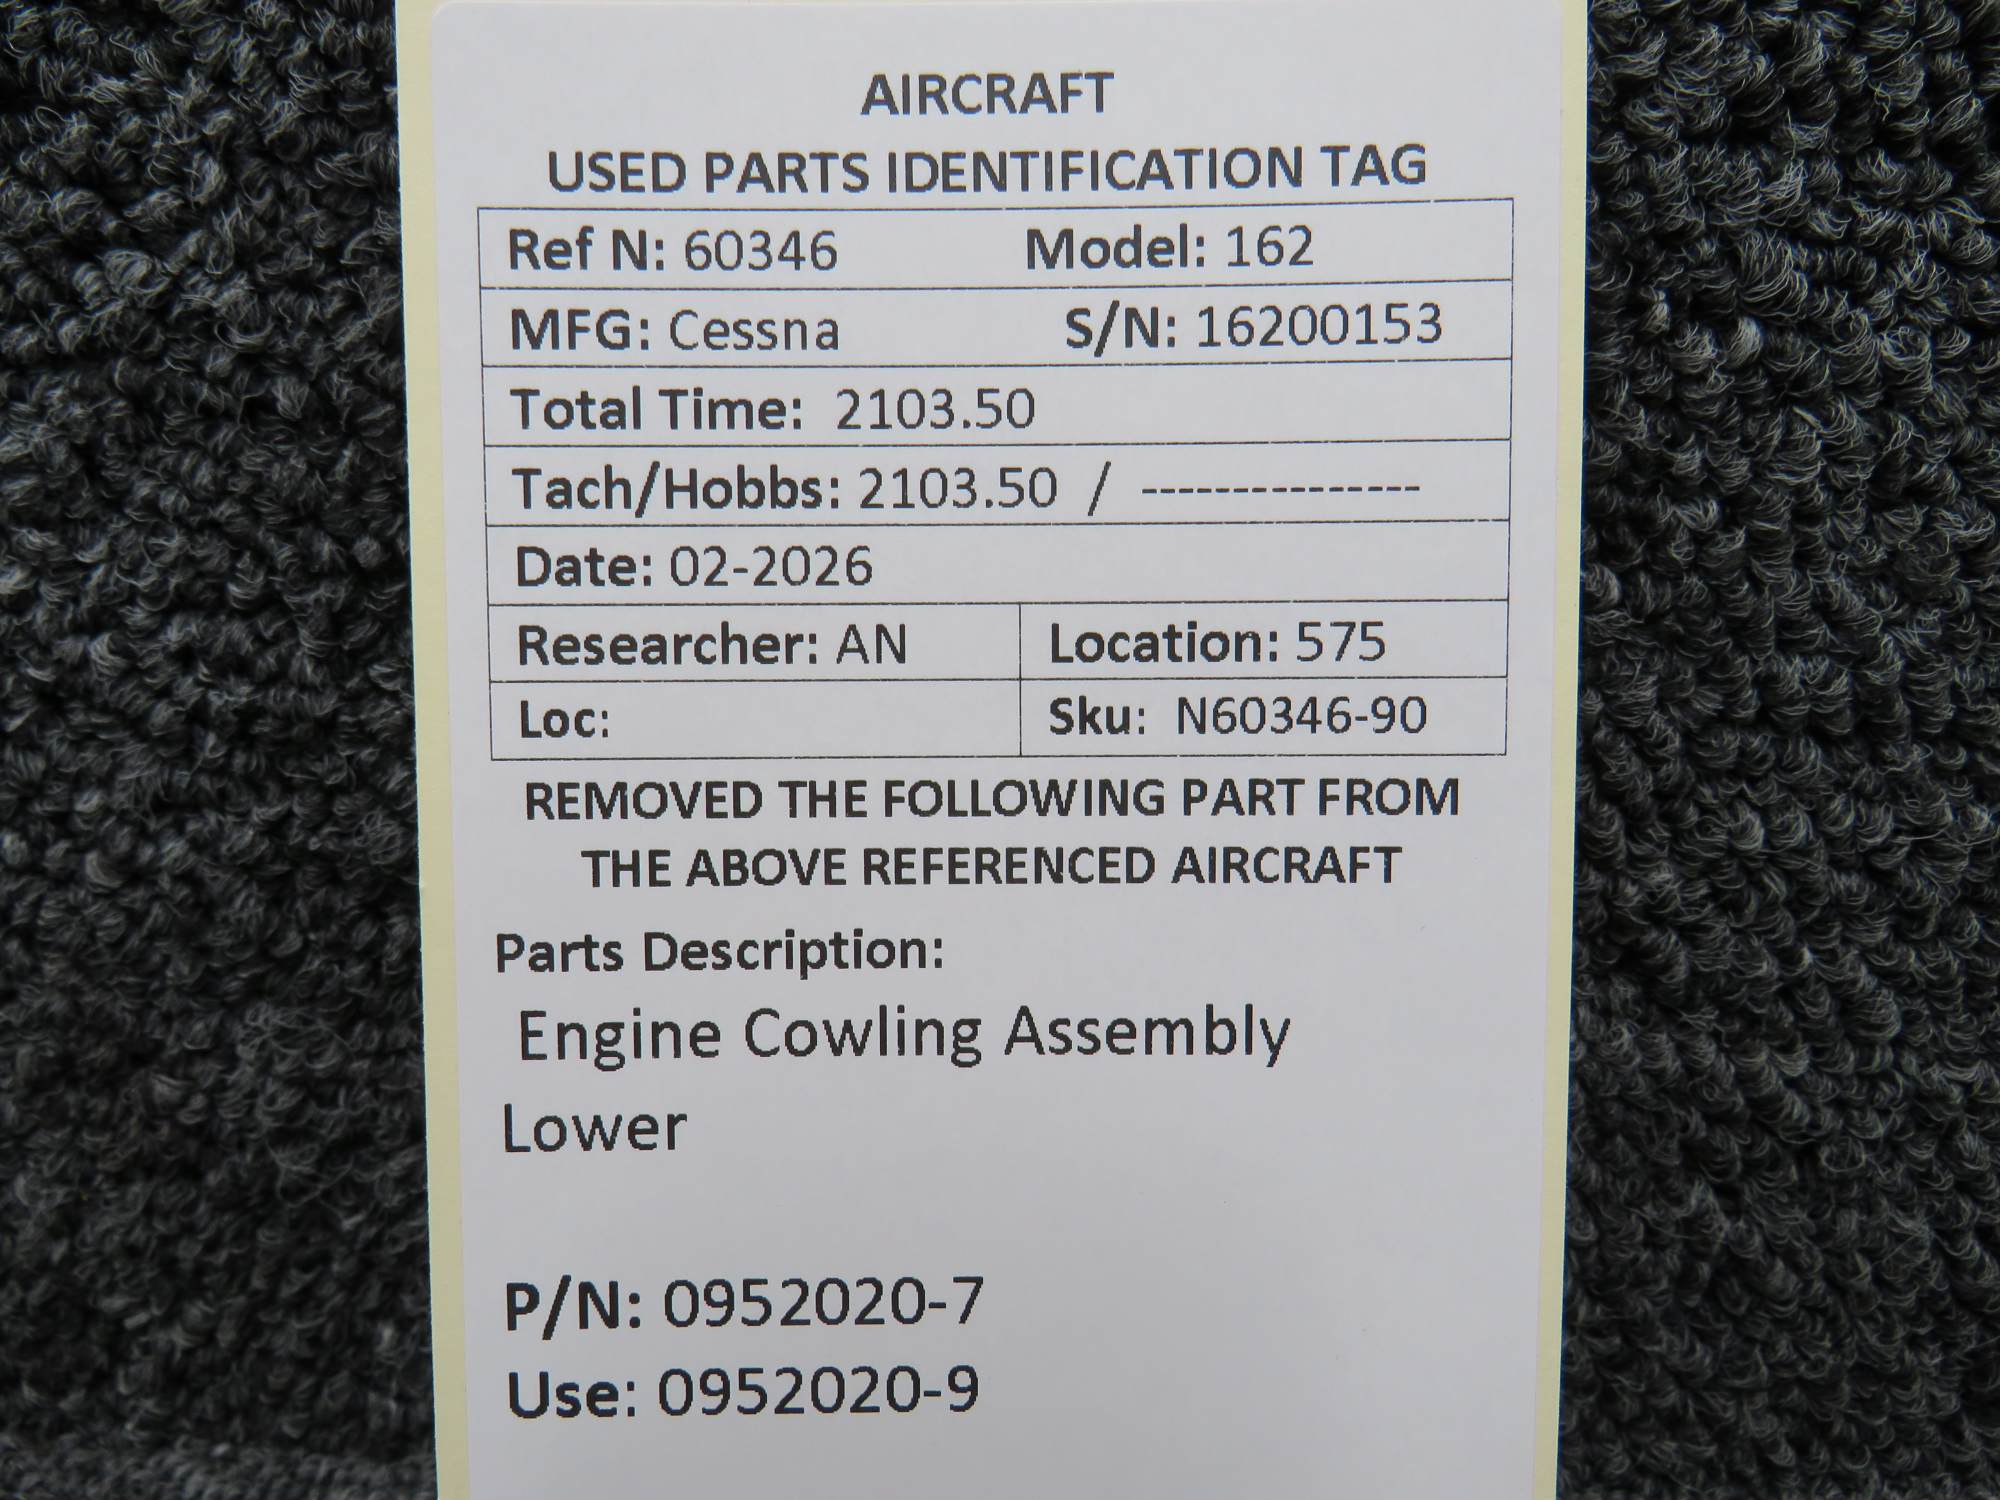 AIRCRAFT
USED PARTS IDENTIFICATION TAG
Ref N: 60346 Model: 162
MFG: Cessna S/N: 16200153
Total Time: 2103.50
Tach/Hobbs: 2103.50 / ---------------
Date: 02-2026
Researcher: AN Location: 575
Loc: Sku: N60346-90
REMOVED THE FOLLOWING PART FROM
THE ABOVE REFERENCED AIRCRAFT
Parts Description:
Engine Cowling Assembly
Lower
P/N: 0952020-7
Use: 0952020-9